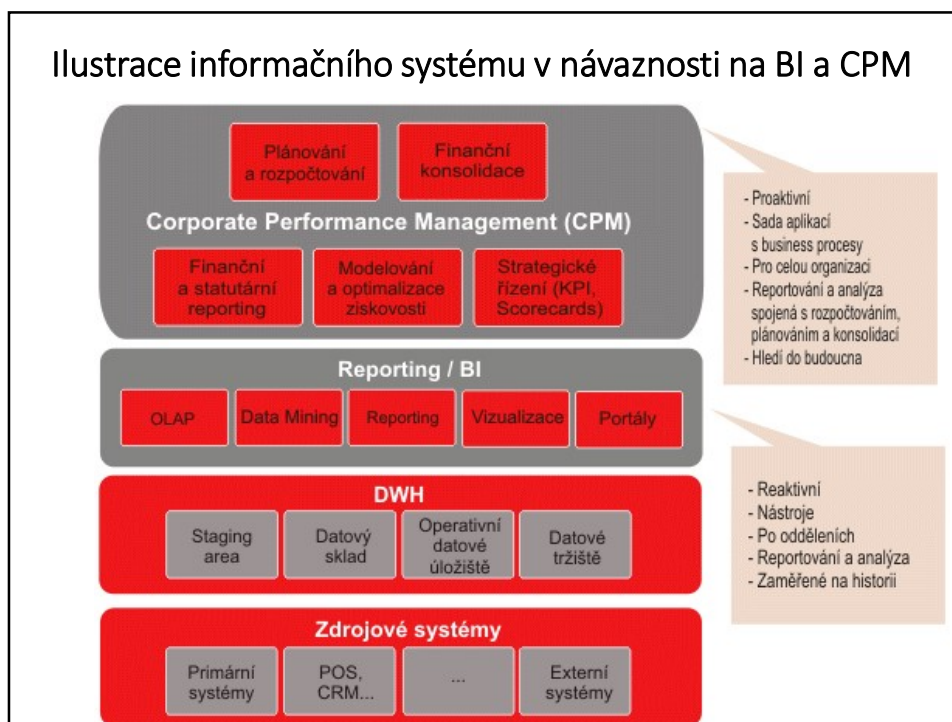 Ilustrace informačního systému v návaznosti na BI a CPM
Plánování
a rozpočtování
Finanční
konsolidace
Corporate Performance Management (CPM)
Finanční
a statutární
reporting
Modelování
a optimalizace
ziskovosti
Strategické
řízení (KPI,
Scorecards)
- Proaktivní
- Sada aplikací
s business procesy
- Pro celou organizaci
- Reportování a analýza
spojená s rozpočtováním,
plánováním a konsolidací
- Hledí do budoucna
Reporting / BI
OLAP
Data Mining
Reporting
Vizualizace
Portály
- Reaktivní
- Nástroje
- Po odděleních
- Reportování a analýza
- Zaměřené na historii
DWH
Staging
area
Datový
sklad
Operativní
datové
úložiště
Datové
tržiště
Zdrojové systémy
Primární
systémy
POS,
CRM...
...
Externí
systémy